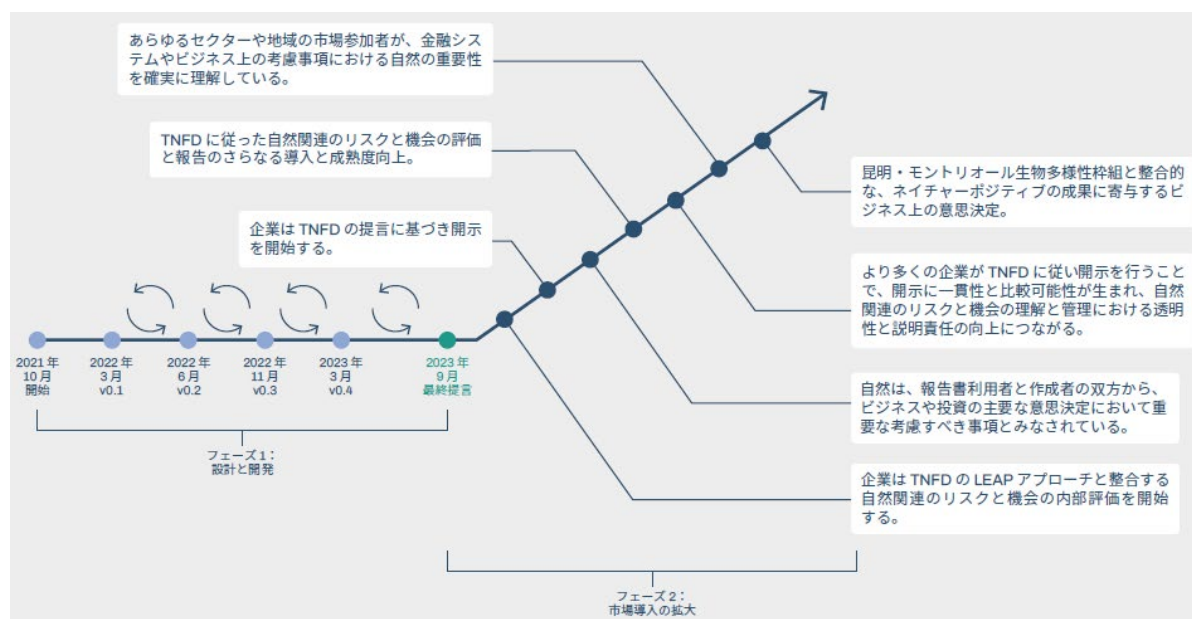 あらゆるセクターや地域の市場参加者が、金融シス
テムやビジネス上の考慮事項における自然の重要性
を確実に理解している。
TNFD に従った自然関連のリスクと機会の評価
と報告のさらなる導入と成熟度向上。
企業は TNFD の提言に基づき開示
を開始する。
昆明・モントリオール生物多様性枠組と整合的
な、ネイチャーポジティブの成果に寄与するビ
ジネス上の意思決定。
より多くの企業が TNFD に従い開示を行うこと
で、開示に一貫性と比較可能性が生まれ、自然
関連のリスクと機会の理解と管理における透明
性と説明責任の向上につながる。
自然は、報告書利用者と作成者の双方から、
ビジネスや投資の主要な意思決定において重
要な考慮すべき事項とみなされている。
企業は TNFD の LEAP アプローチと整合する
自然関連のリスクと機会の内部評価を開始
する。
2021 年
10 月
開始
2022 年
3 月
v0.1
2022 年
6 月
v0.2
2022 年
11 月
v0.3
2023 年
3 月
v0.4
2023 年
9 月
最終提言
フェーズ 1：
設計と開発
フェーズ 2：
市場導入の拡大